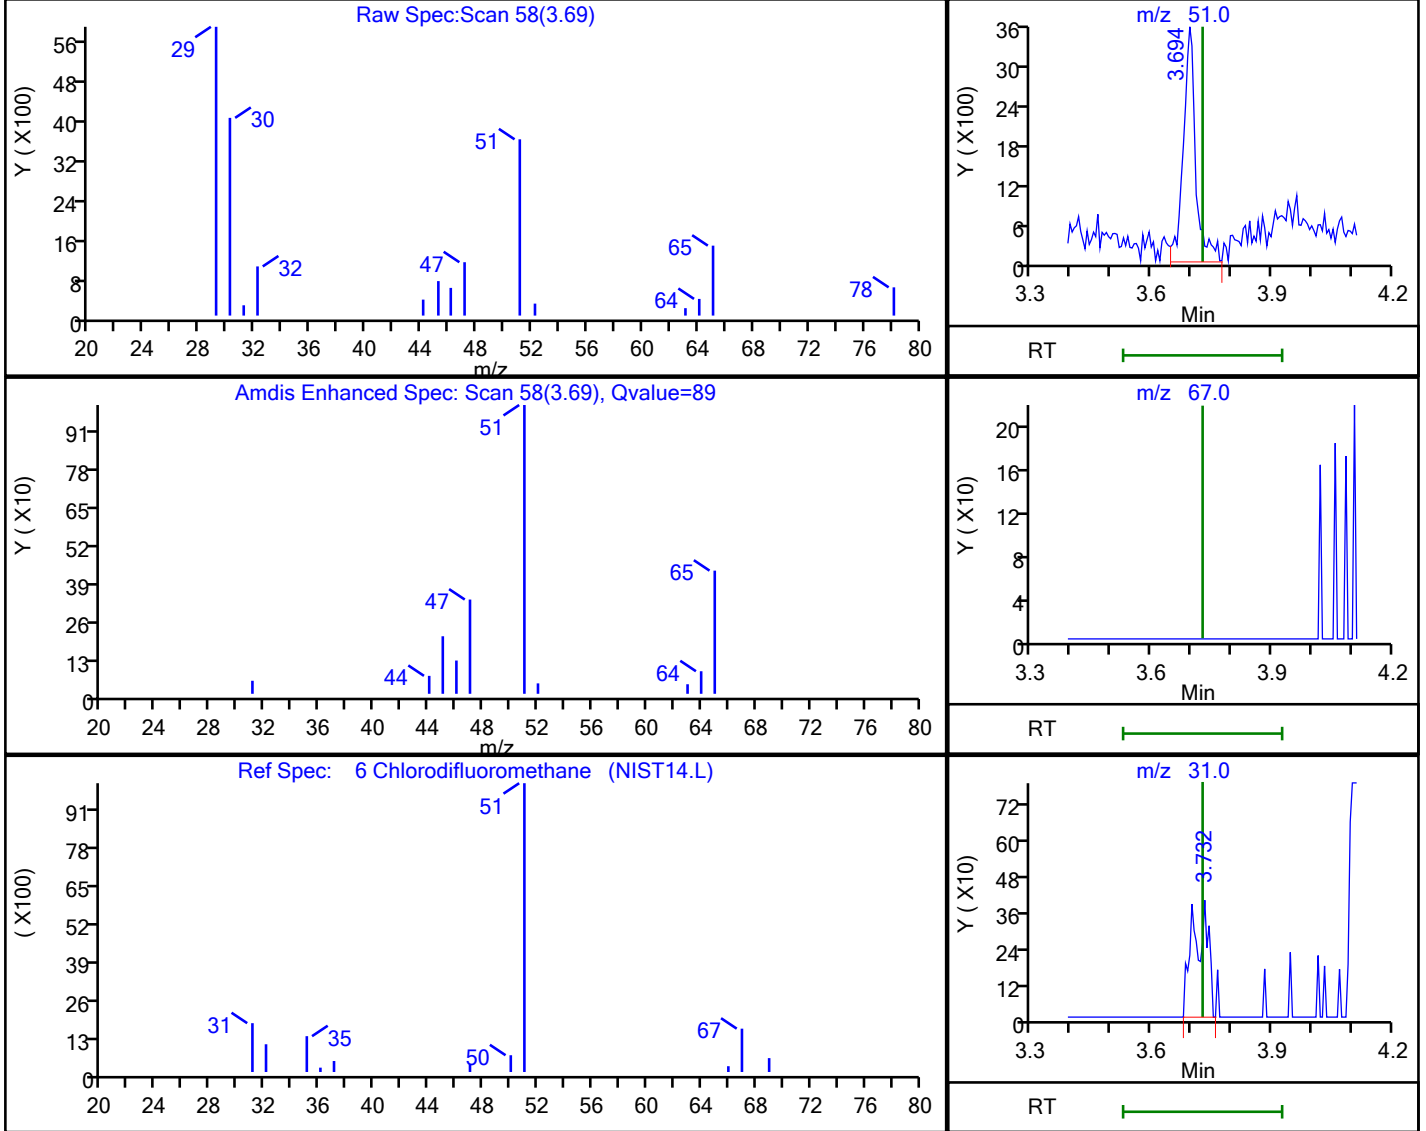 Raw Spec:Scan 58(3.69)
Y ( X100)
56
48
40
32
24
16
8
0
29
30
32
47
51
64
65
78
20 24 28 32 36 40 44 48 52 56 60 64 68 72 76 80
m/z
m/z 51.0
Y ( X100)
36
30
24
18
12
6
0
3.694
3.3 3.6 3.9 4.2
Min
RT
Amdis Enhanced Spec: Scan 58(3.69), Qvalue=89
Y ( X10)
91
78
65
52
39
26
13
0
44
47
51
64
65
20 24 28 32 36 40 44 48 52 56 60 64 68 72 76 80
m/z
m/z 67.0
Y ( X10)
20
16
12
8
4
0
3.3 3.6 3.9 4.2
Min
RT
Ref Spec: 6 Chlorodifluoromethane (NIST14.L)
( X100)
91
78
65
52
39
26
13
0
31
35
50
51
67
20 24 28 32 36 40 44 48 52 56 60 64 68 72 76 80
m/z 31.0
Y ( X10)
72
60
48
36
24
12
0
3.732
3.3 3.6 3.9 4.2
Min
RT